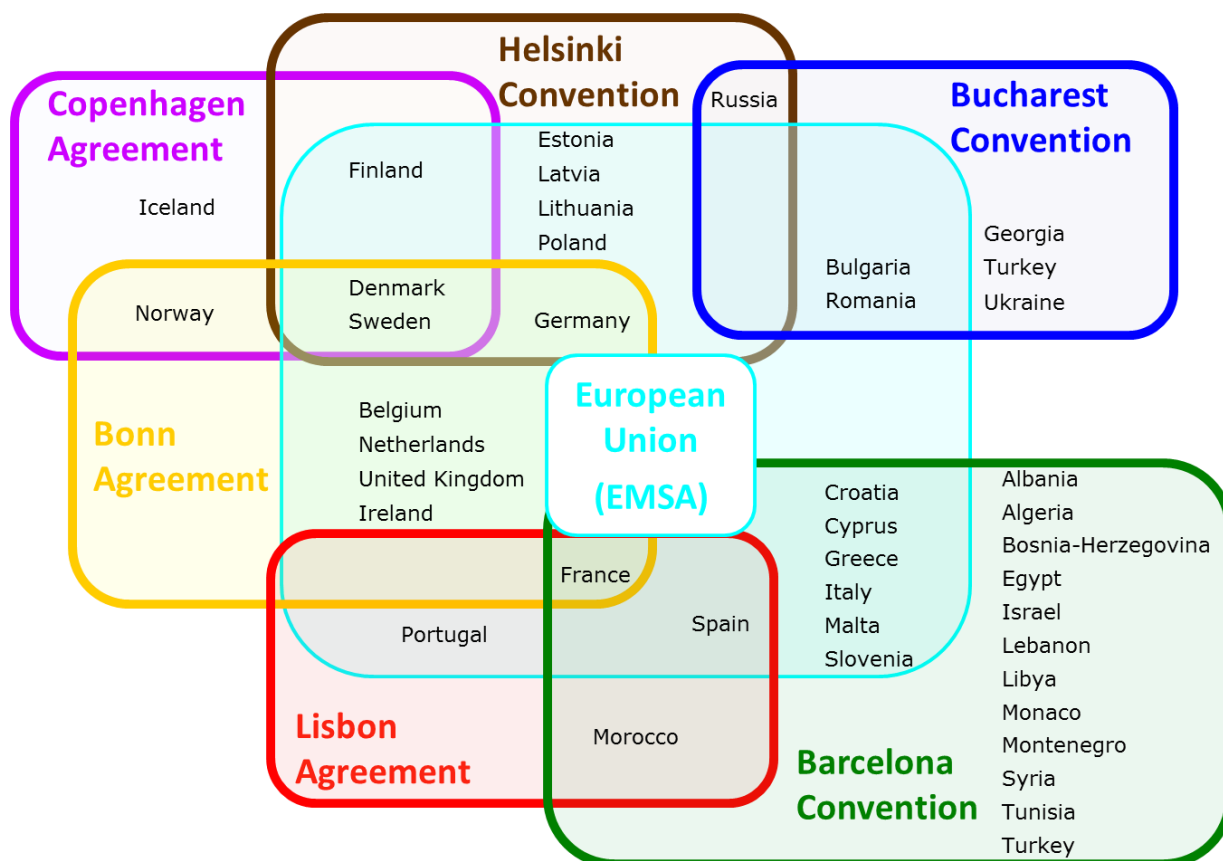 Helsinki
Convention
Copenhagen
Agreement
Bucharest
Convention
Russia
Estonia
Latvia
Lithuania
Poland
Finland
Iceland
Georgia
Turkey
Ukraine
Bulgaria
Romania
Norway
Denmark
Sweden
Germany
European
Union
(EMSA)
Bonn
Agreement
Belgium
Netherlands
United Kingdom
Ireland
Croatia
Cyprus
Greece
Italy
Malta
Slovenia
Albania
Algeria
Bosnia-Herzegovina
Egypt
Israel
Lebanon
Libya
Monaco
Montenegro
Syria
Tunisia
Turkey
France
Spain
Portugal
Lisbon
Agreement
Morocco
Barcelona
Convention